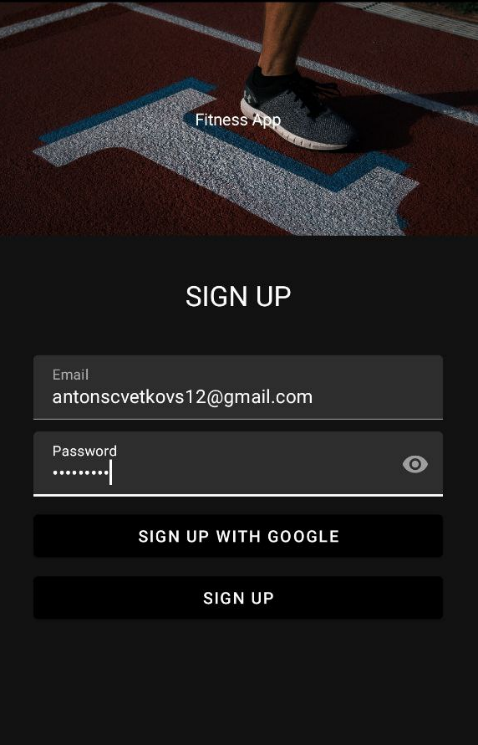 Fitness App
SIGN UP
Email
antonscvetkovs12@gmail.com
Password
•••••••••
SIGN UP WITH GOOGLE
SIGN UP